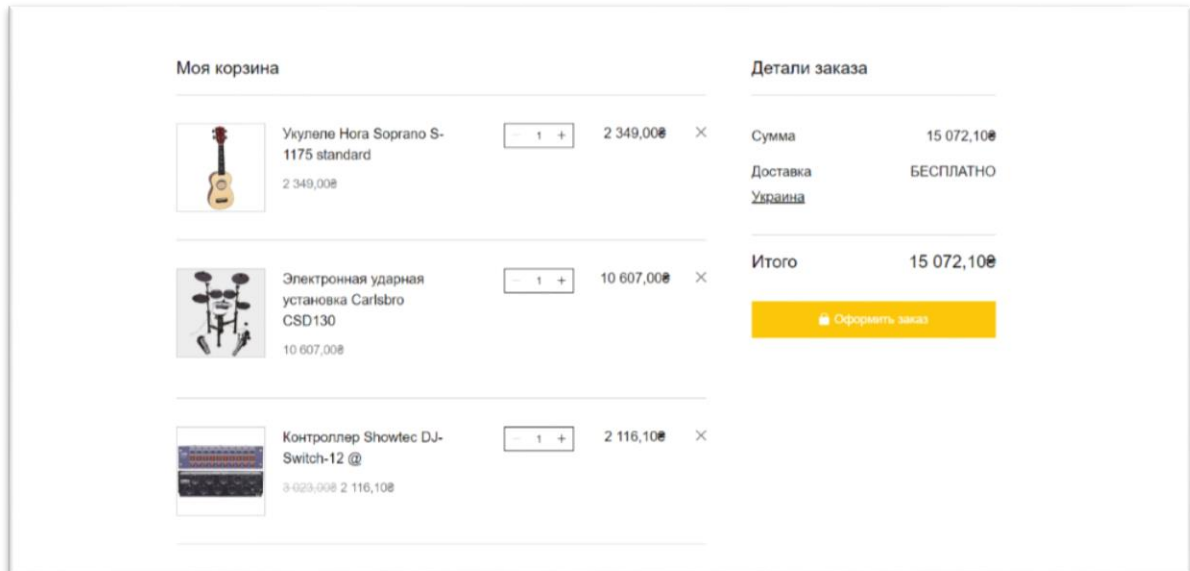 Моя корзина
Укулеле Hora Soprano S-
1175 standard
2 349,00₴
1
2 349,00₴
Электронная ударная
установка Carlsbro
CSD130
10 607,00₴
1
10 607,00₴
Контроллер Showtec DJ-
Switch-12 @
3 023,00₴ 2 116,10₴
1
2 116,10₴
Детали заказа
Сумма 15 072,10₴
Доставка БЕСПЛАТНО
Украина
Итого 15 072,10₴
Оформить заказ